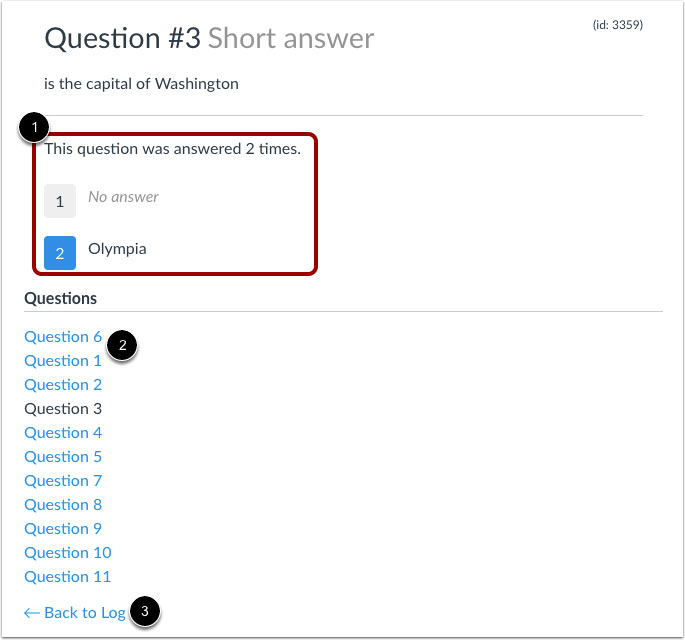 Question #3 Short answer
(id: 3359)
is the capital of Washington
1
This question was answered 2 times.
1 No answer
2 Olympia
Questions
Question 6
2
Question 1
Question 2
Question 3
Question 4
Question 5
Question 7
Question 8
Question 9
Question 10
Question 11
← Back to Log
3